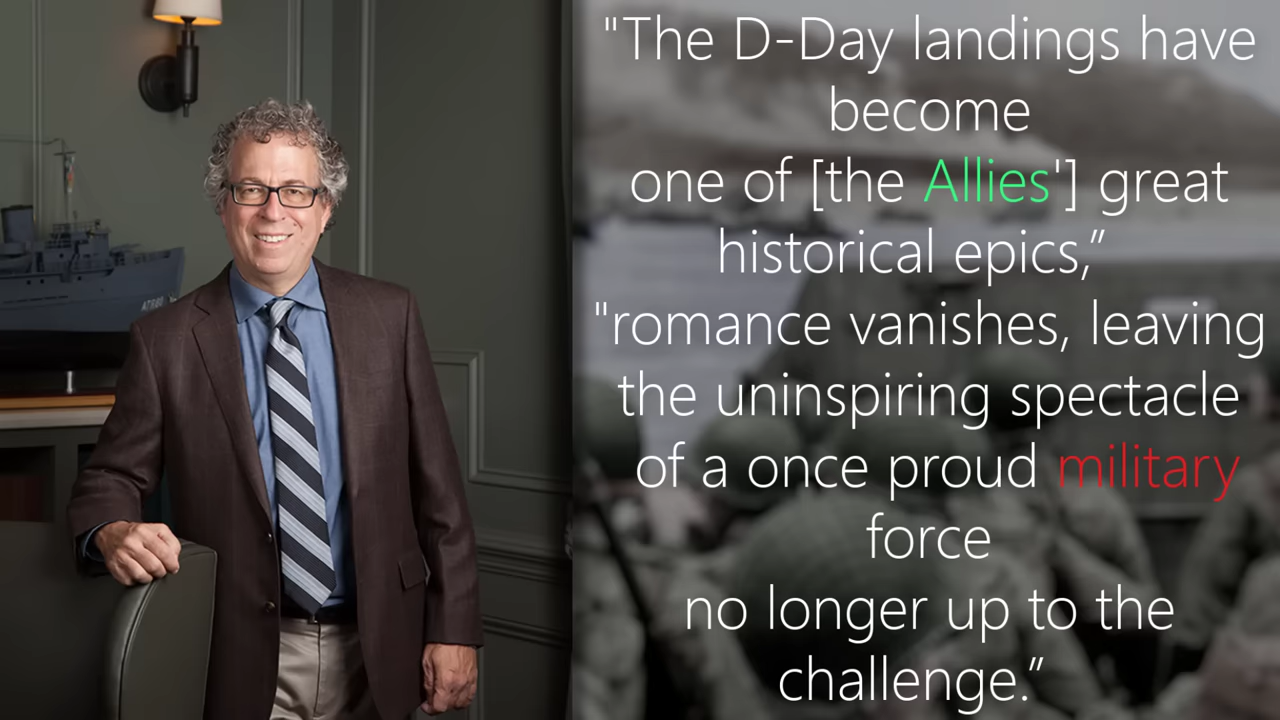 "The D-Day landings have
become
one of [the Allies'] great
historical epics,”
"romance vanishes, leaving
the uninspiring spectacle
of a once proud military
force
no longer up to the
challenge.”
ATR80